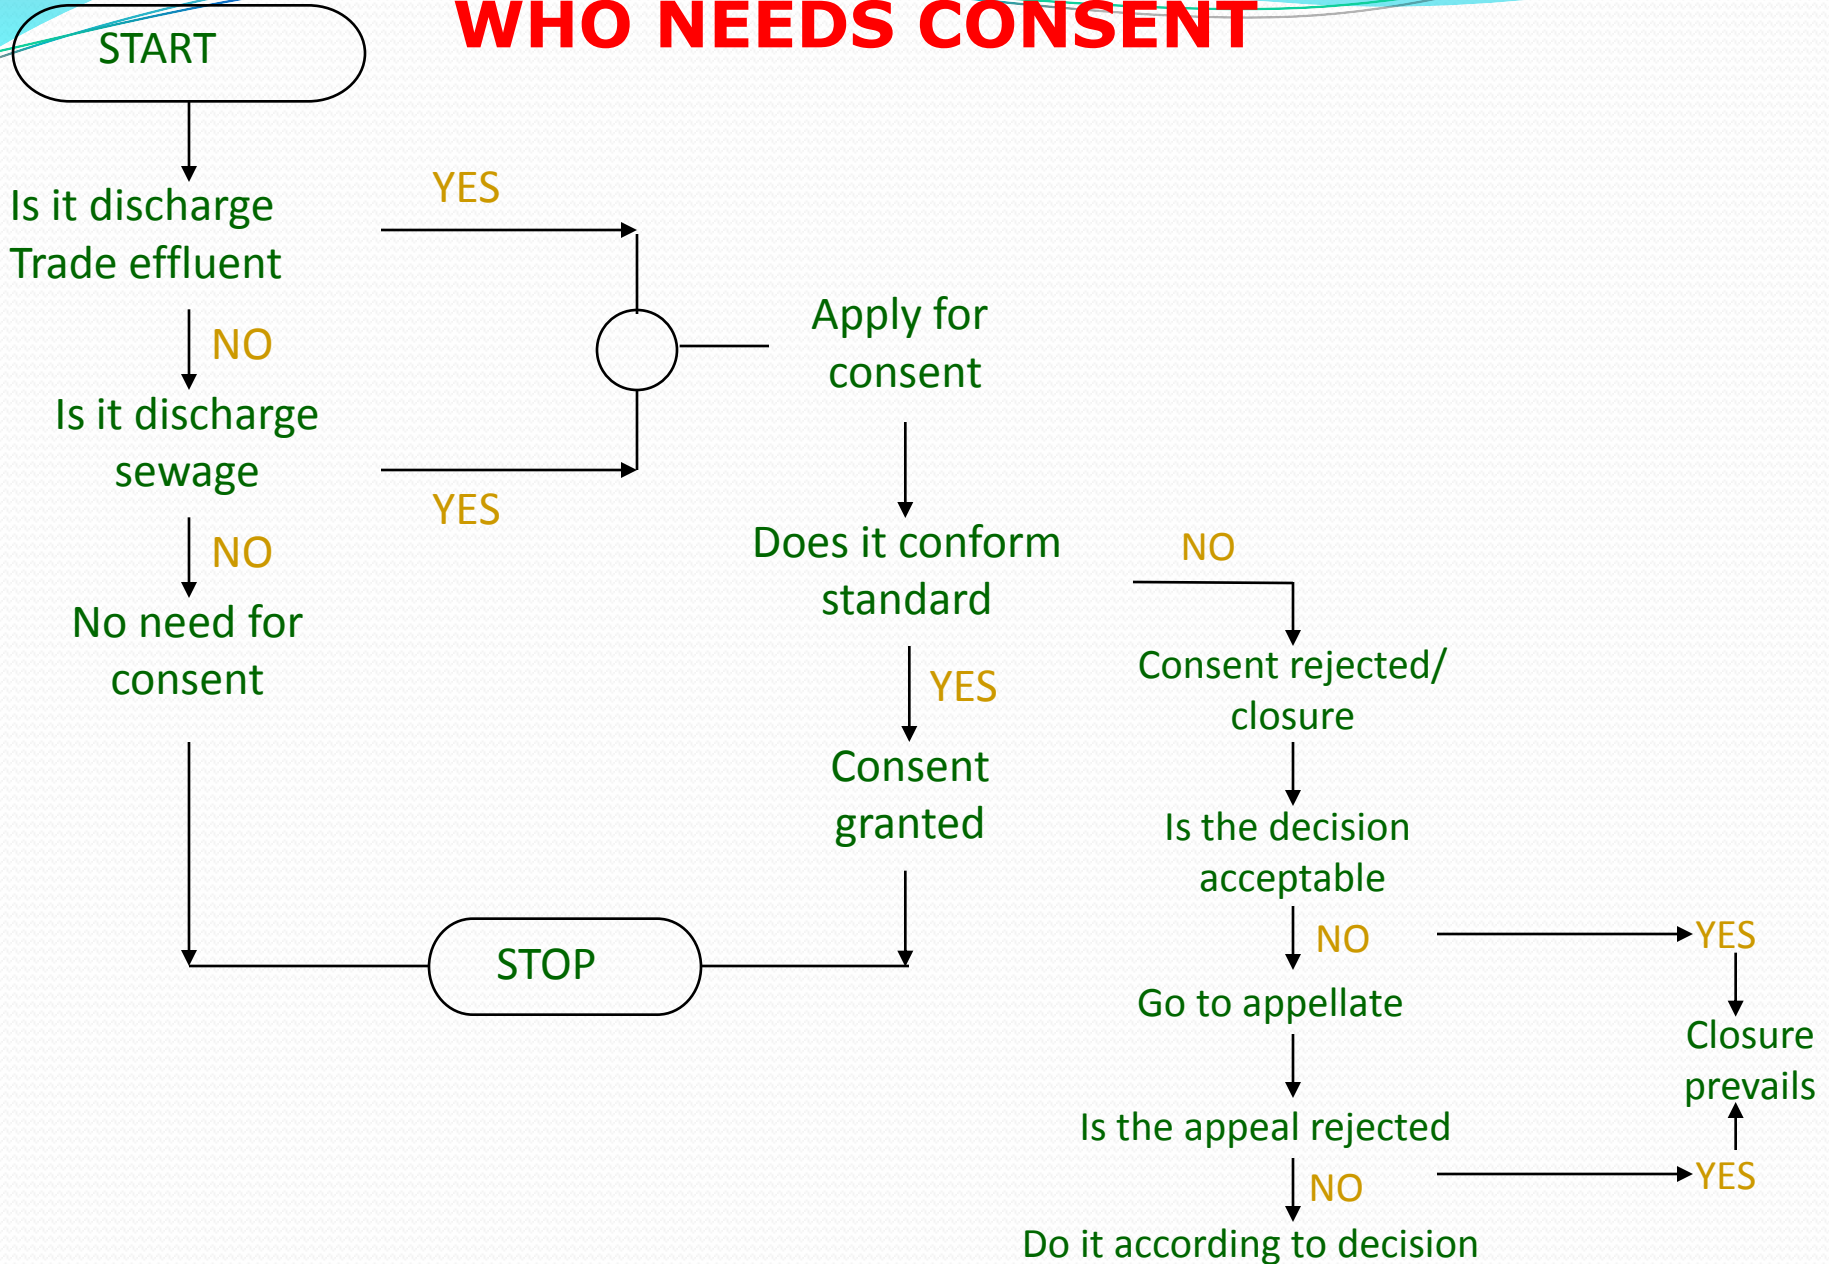 WHO NEEDS CONSENT
START
Is it discharge
Trade effluent
YES
NO
Is it discharge
sewage
YES
NO
No need for
consent
Apply for
consent
Does it conform
standard
NO
YES
Consent
granted
STOP
Consent rejected/
closure
Is the decision
acceptable
NO
YES
Go to appellate
Closure
prevails
Is the appeal rejected
NO
YES
Do it according to decision